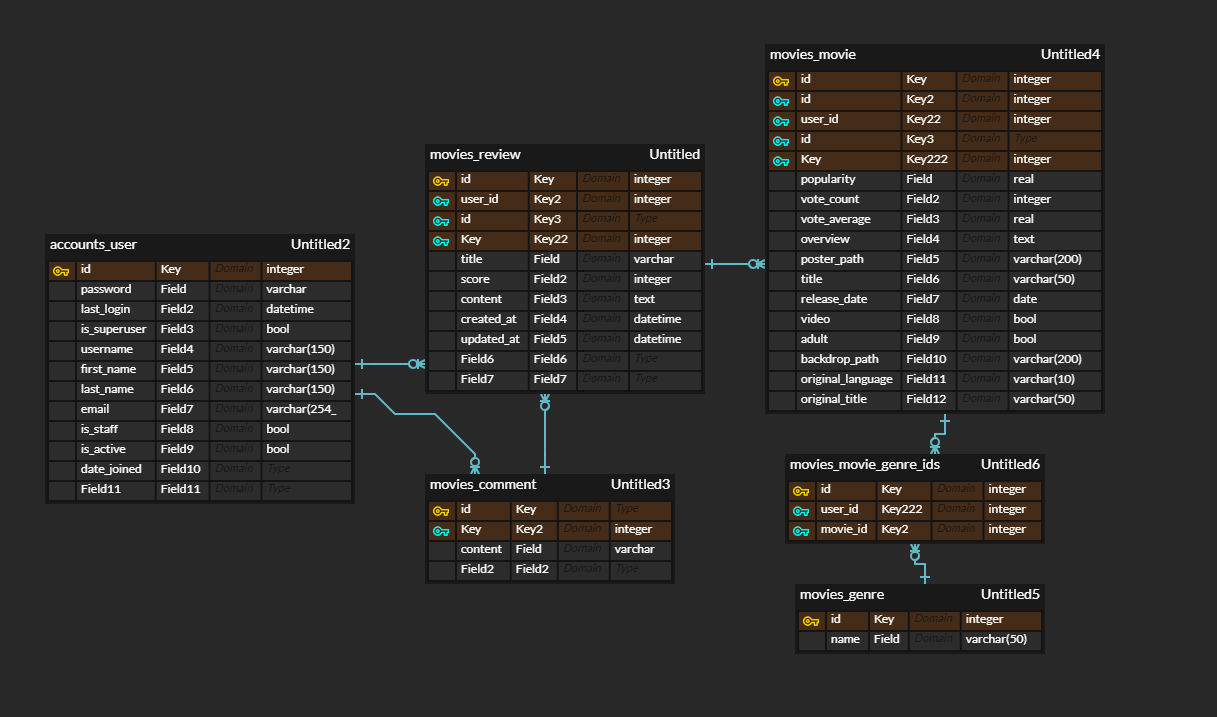 movies_movie Untitled4
id Key Domain integer
id Key2 Domain integer
user_id Key22 Domain integer
id Key3 Domain Type
Key Key222 Domain integer
popularity Field Domain real
vote_count Field2 Domain integer
vote_average Field3 Domain real
overview Field4 Domain text
poster_path Field5 Domain varchar(200)
title Field6 Domain varchar(50)
release_date Field7 Domain date
video Field8 Domain bool
adult Field9 Domain bool
backdrop_path Field10 Domain varchar(200)
original_language Field11 Domain varchar(10)
original_title Field12 Domain varchar(50)
movies_review Untitled
id Key Domain integer
user_id Key2 Domain integer
id Key3 Domain Type
Key Key22 Domain integer
title Field Domain varchar
score Field2 Domain integer
content Field3 Domain text
created_at Field4 Domain datetime
updated_at Field5 Domain datetime
Field6 Field6 Domain Type
Field7 Field7 Domain Type
accounts_user Untitled2
id Key Domain integer
password Field Domain varchar
last_login Field2 Domain datetime
is_superuser Field3 Domain bool
username Field4 Domain varchar(150)
first_name Field5 Domain varchar(150)
last_name Field6 Domain varchar(150)
email Field7 Domain varchar(254_
is_staff Field8 Domain bool
is_active Field9 Domain bool
date_joined Field10 Domain Type
Field11 Field11 Domain Type
movies_comment Untitled3
id Key Domain Type
Key Key2 Domain integer
content Field Domain varchar
Field2 Field2 Domain Type
movies_movie_genre_ids Untitled6
id Key Domain integer
user_id Key222 Domain integer
movie_id Key2 Domain integer
movies_genre Untitled5
id Key Domain integer
name Field Domain varchar(50)